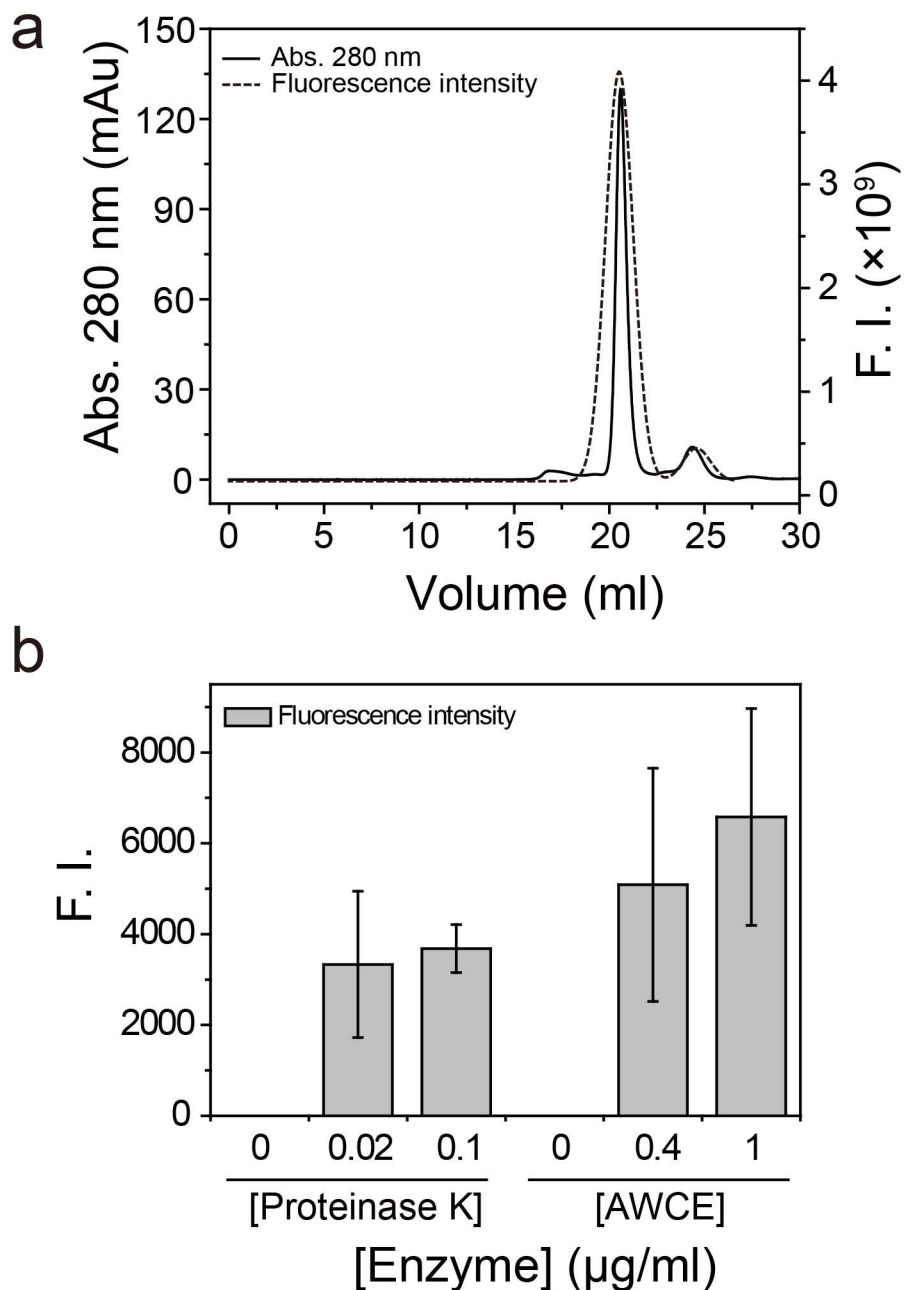 a
Abs. 280 nm
Fluorescence intensity
Abs. 280 nm (mAu)
150
120
90
60
30
0
F. I. (×10⁹)
4
3
2
1
0
0 5 10 15 20 25 30
Volume (ml)
b
Fluorescence intensity
F. I.
8000
6000
4000
2000
0
0 0.02 0.1 0 0.4 1
[Proteinase K] [AWCE]
[Enzyme] (µg/ml)